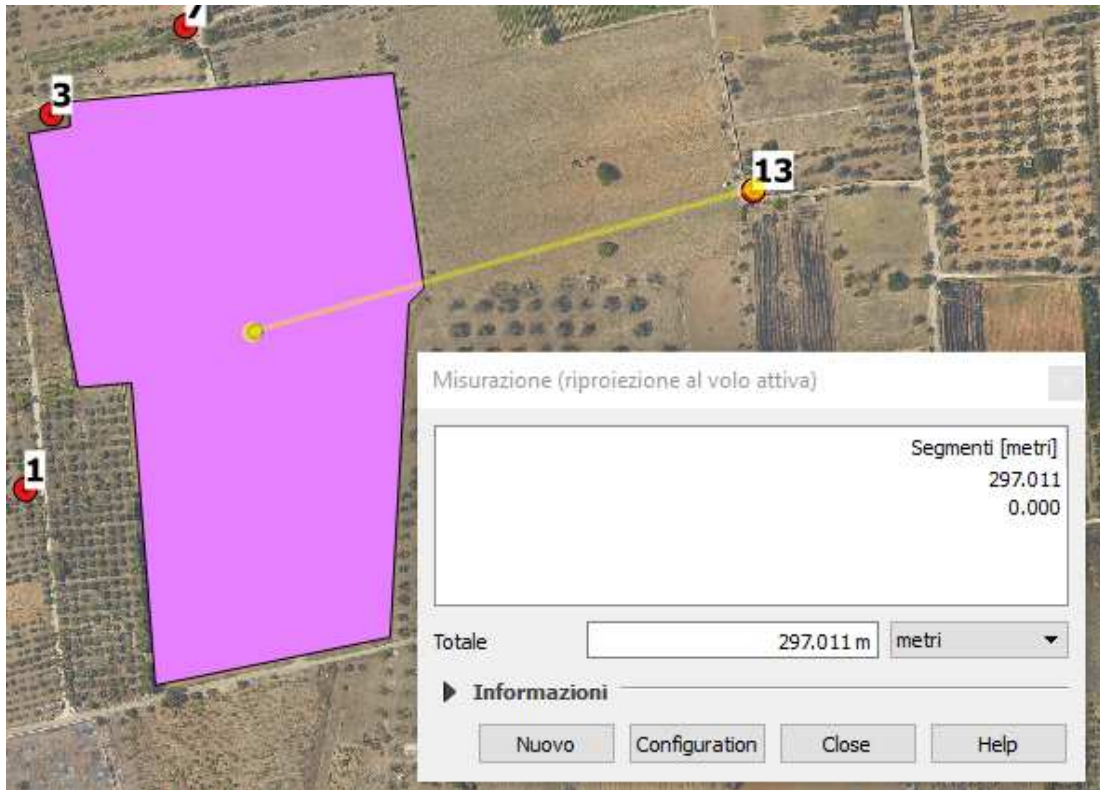 7
3
13
1
Misurazione (riproiezione al volo attiva)
Segmenti [metri]
297.011
0.000
Totale
297,011 m
metri
Informazioni
Nuovo
Configuration
Close
Help